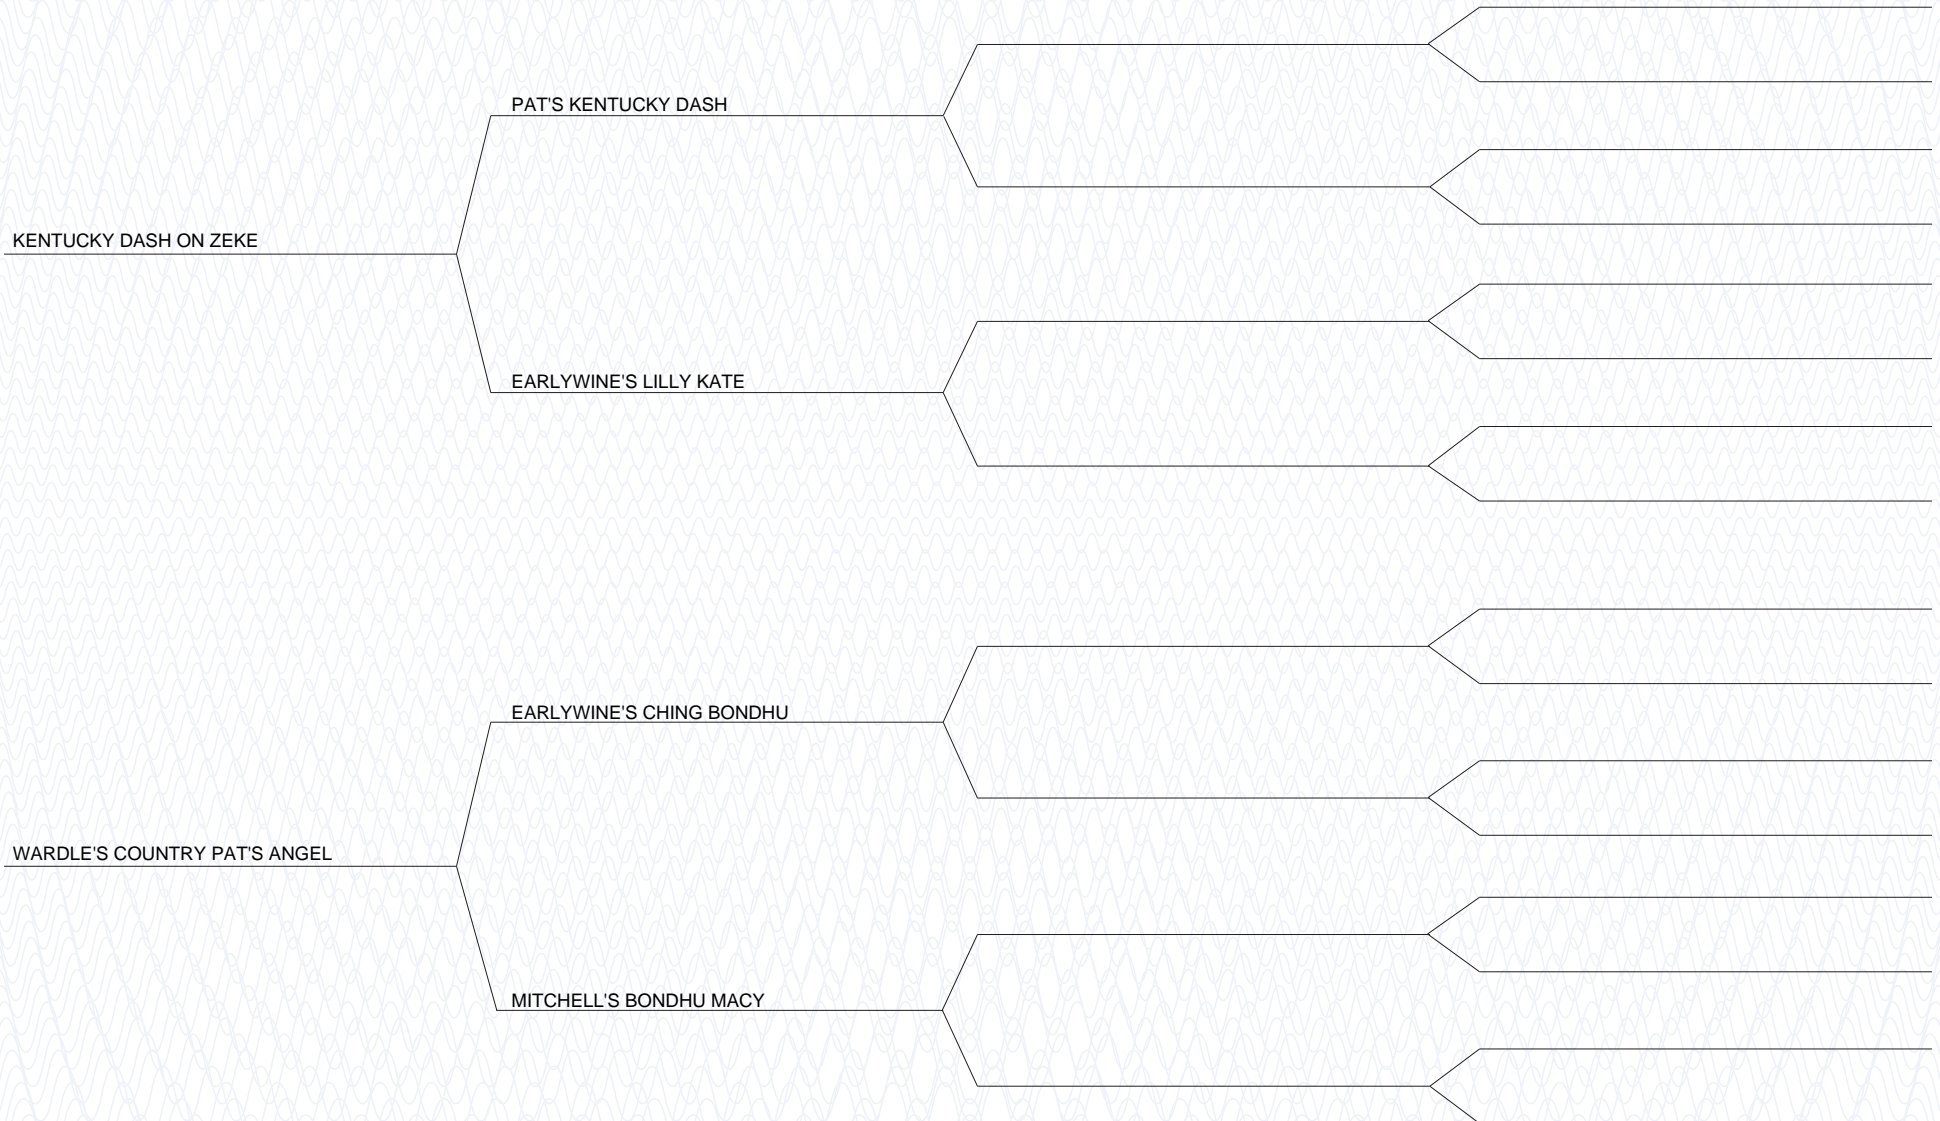 PAT'S KENTUCKY DASH
KENTUCKY DASH ON ZEKE
EARLYWINE'S LILLY KATE
EARLYWINE'S CHING BONDHU
WARDLE'S COUNTRY PAT'S ANGEL
MITCHELL'S BONDHU MACY